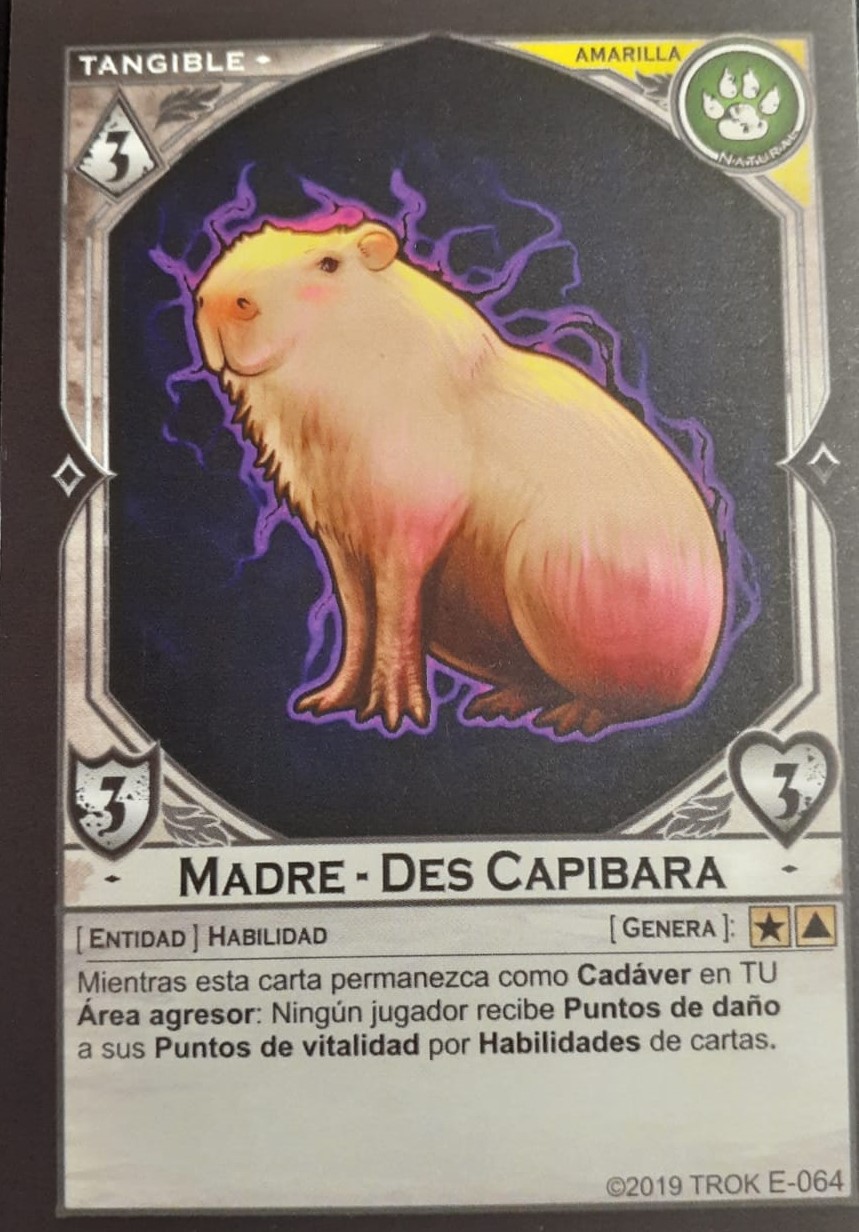 TANGIBLE
AMARILLA
3
NATURAL
3
3
MADRE - DES CAPIBARA
[ ENTIDAD ] HABILIDAD
[ GENERA ]:
Mientras esta carta permanezca como Cadáver en TU
Área agresor: Ningún jugador recibe Puntos de daño
a sus Puntos de vitalidad por Habilidades de cartas.
©2019 TROK E-064